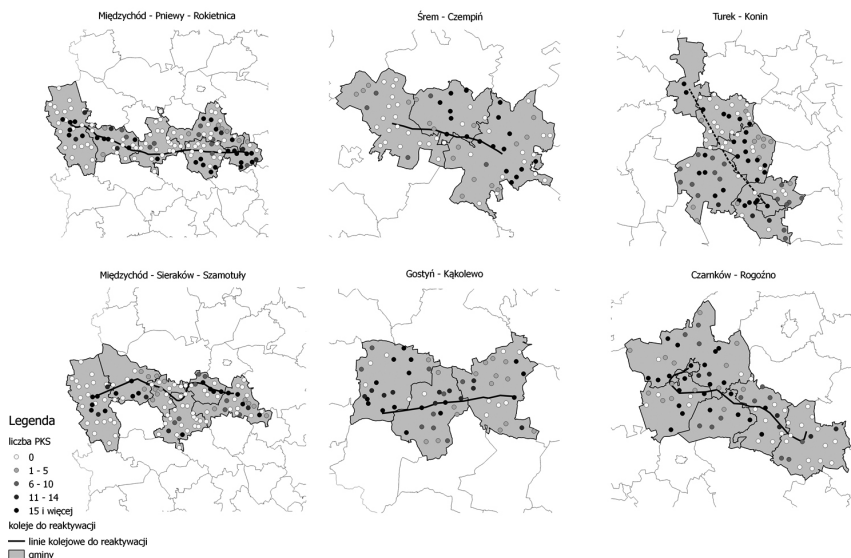 Międzychód - Pniewy - Rokietnica
Śrem - Czempiń
Turek - Konin
Międzychód - Sieraków - Szamotuły
Gostyń - Kąkolewo
Czarnków - Rogoźno
Legenda
liczba PKS
0
1 - 5
6 - 10
11 - 14
15 i więcej
koleje do reaktywacji
linie kolejowe do reaktywacji
gminy